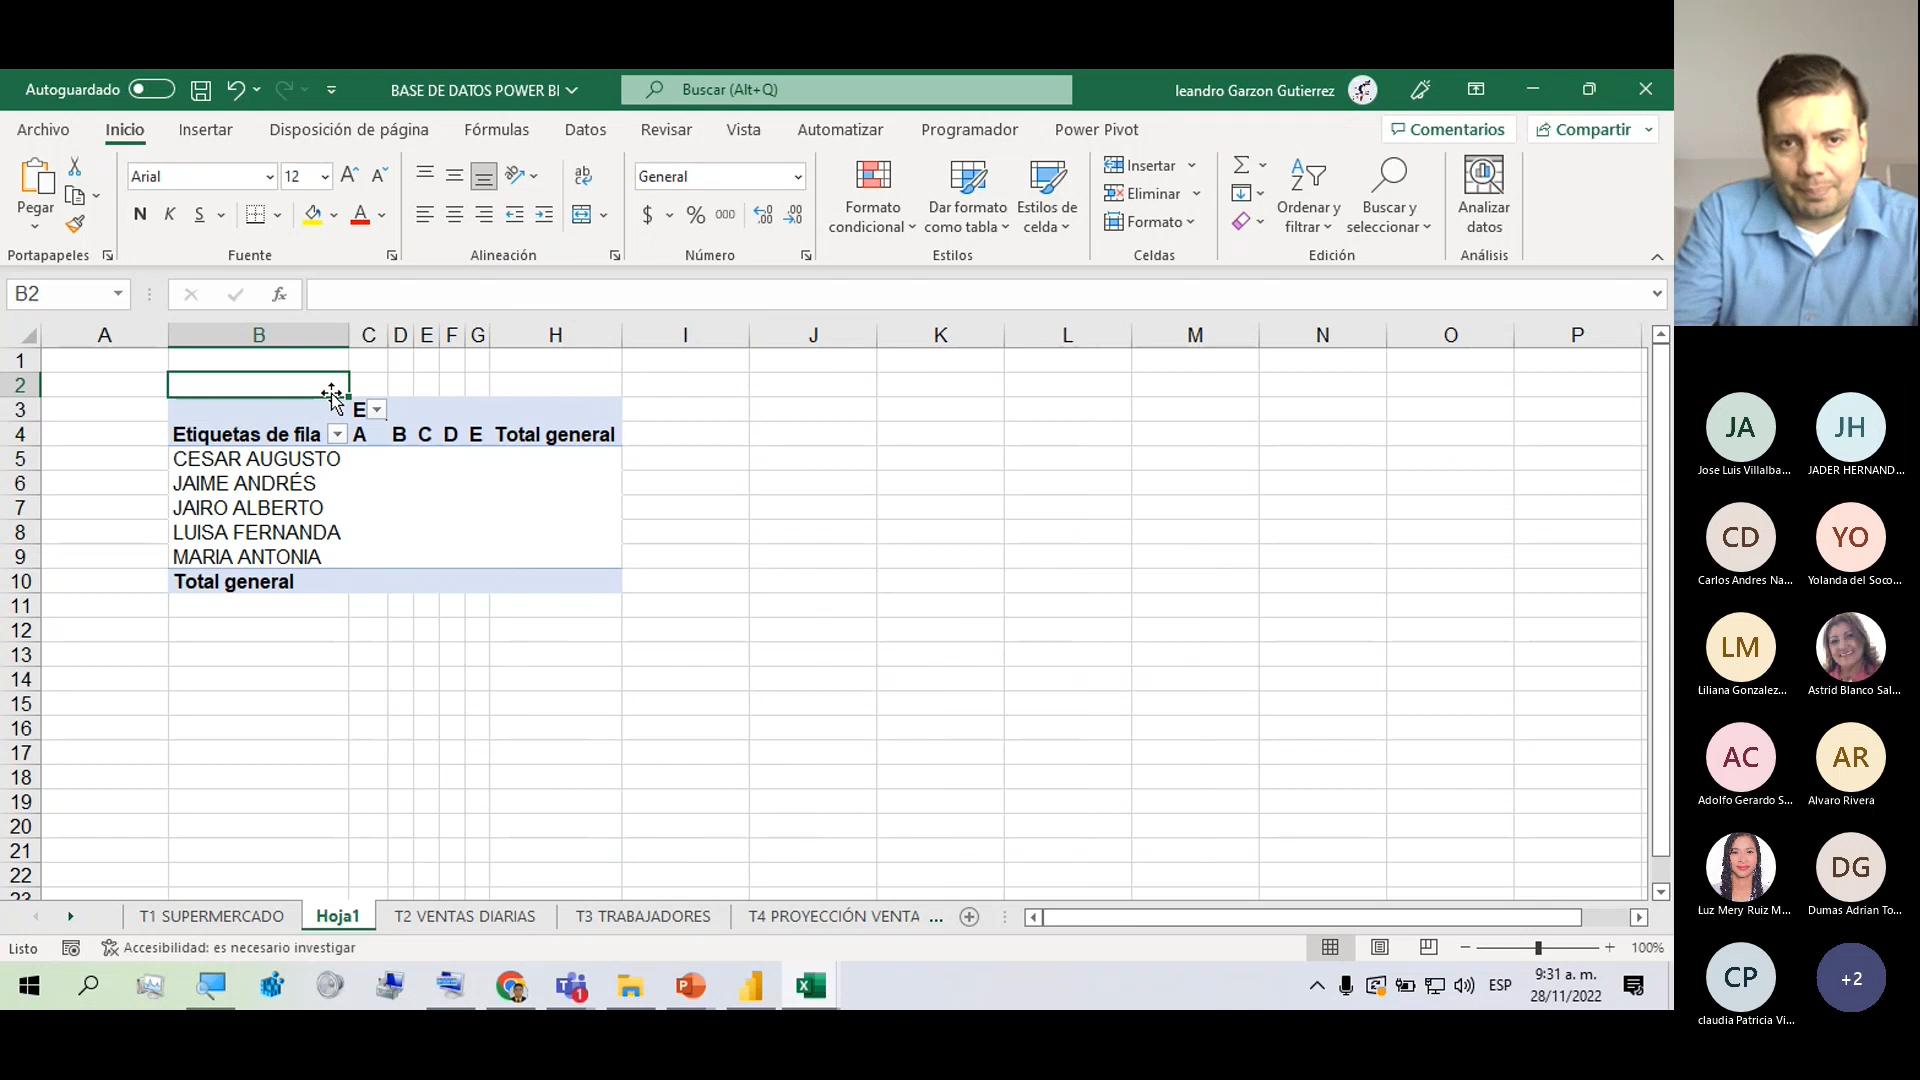 Autoguardado
BASE DE DATOS POWER BI
Buscar (Alt+Q)
leandro Garzon Gutierrez
Archivo Inicio Insertar Disposición de página Fórmulas Datos Revisar Vista Automatizar Programador Power Pivot
Comentarios
Compartir
Pegar
Portapapeles
Arial
12
N K S
Fuente
Alineación
General
$ % 000
Número
Formato
condicional
Dar formato
como tabla
Estilos de
celda
Estilos
Insertar
Eliminar
Formato
Celdas
Ordenar y
filtrar
Buscar y
seleccionar
Edición
Analizar
datos
Análisis
B2
fx
A B C D E F G H I J K L M N O P
1
2
3 E
4 Etiquetas de fila A B C D E Total general
5 CESAR AUGUSTO
6 JAIME ANDRÉS
7 JAIRO ALBERTO
8 LUISA FERNANDA
9 MARIA ANTONIA
10 Total general
11
12
13
14
15
16
17
18
19
20
21
22
23
T1 SUPERMERCADO Hoja1 T2 VENTAS DIARIAS T3 TRABAJADORES T4 PROYECCIÓN VENTA ...
Listo
Accesibilidad: es necesario investigar
100%
ESP
9:31 a. m.
28/11/2022
JA
Jose Luis Villalba...
JH
JADER HERNAND...
CD
Carlos Andres Na...
YO
Yolanda del Soco...
LM
Liliana Gonzalez...
Astrid Blanco Sal...
AC
Adolfo Gerardo S...
AR
Alvaro Rivera
Luz Mery Ruiz M...
DG
Dumas Adrían To...
CP
claudia Patricia Vi...
+2